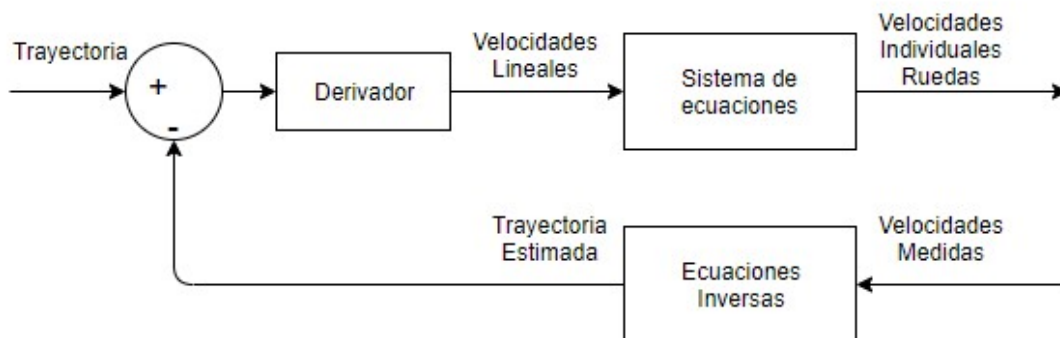 Trayectoria
+
-
Derivador
Velocidades
Lineales
Sistema de
ecuaciones
Velocidades
Individuales
Ruedas
Trayectoria
Estimada
Ecuaciones
Inversas
Velocidades
Medidas